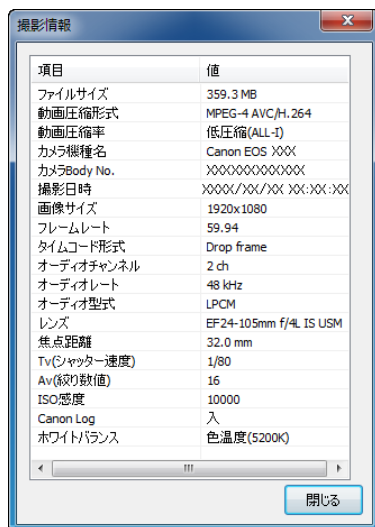 撮影情報
項目 値
ファイルサイズ 359.3 MB
動画圧縮形式 MPEG-4 AVC/H.264
動画圧縮率 低圧縮(ALL-I)
カメラ機種名 Canon EOS XXX
カメラBody No. XXXXXXXXXXXX
撮影日時 XXXX/XX/XX XX:XX:XX
画像サイズ 1920x1080
フレームレート 59.94
タイムコード形式 Drop frame
オーディオチャンネル 2 ch
オーディオレート 48 kHz
オーディオ型式 LPCM
レンズ EF24-105mm f/4L IS USM
焦点距離 32.0 mm
Tv(シャッター速度) 1/80
Av(絞り数値) 16
ISO感度 10000
Canon Log 入
ホワイトバランス 色温度(5200K)
閉じる